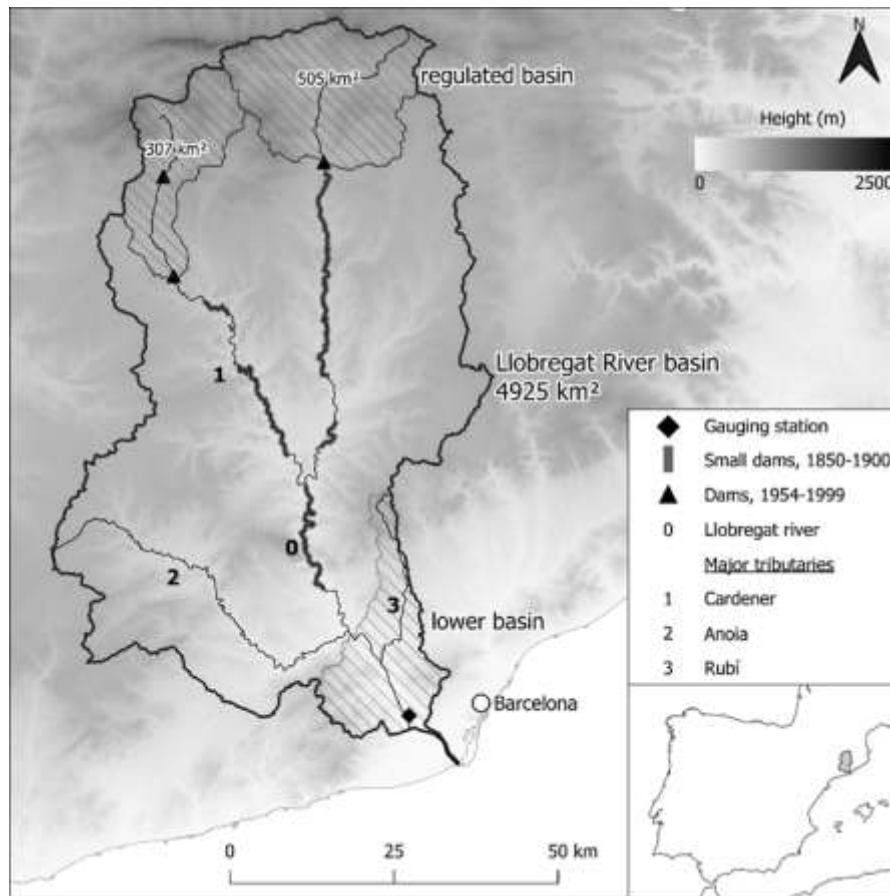 N
505 km²
regulated basin
Height (m)
307 km²
0
2500
Llobregat River basin
4925 km²
1
Gauging station
Small dams, 1850-1900
Dams, 1954-1999
0 Llobregat river
Major tributaries
1 Cardener
2 Anoia
3 Rubí
0
2
3
lower basin
Barcelona
0
25
50 km